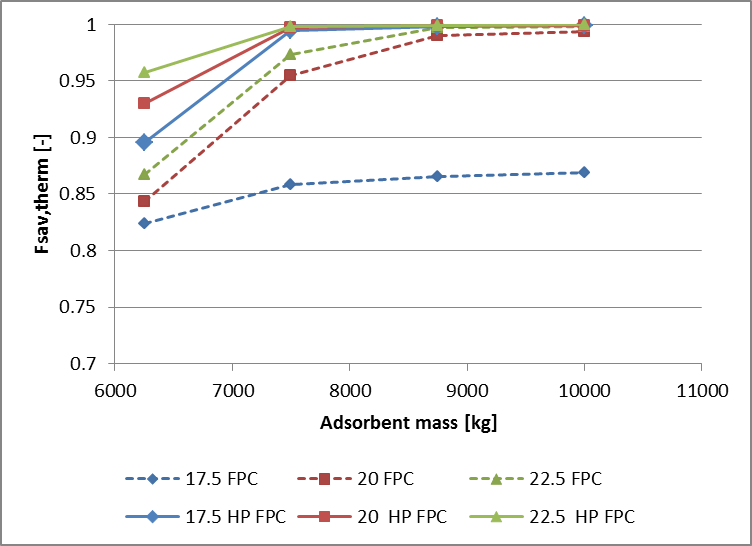 1
0.95
0.9
0.85
0.8
0.75
0.7
Fsav,therm [-]
6000 7000 8000 9000 10000 11000
Adsorbent mass [kg]
17.5 FPC 20 FPC 22.5 FPC
17.5 HP FPC 20 HP FPC 22.5 HP FPC